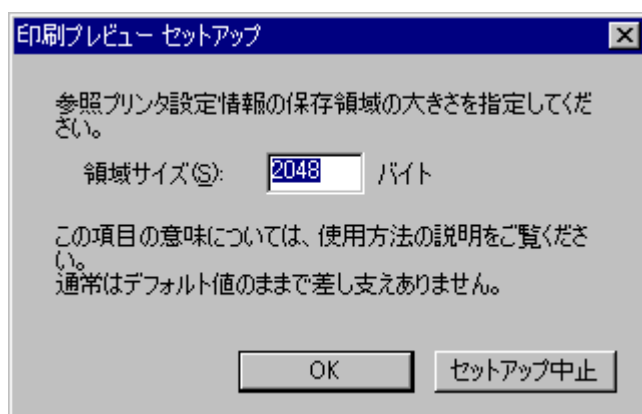 印刷プレビュー セットアップ
参照プリンタ設定情報の保存領域の大きさを指定してくだ
さい。
領域サイズ(S): 2048 バイト
この項目の意味については、使用方法の説明をご覧くださ
い。
通常はデフォルト値のままで差し支えありません。
OK セットアップ中止